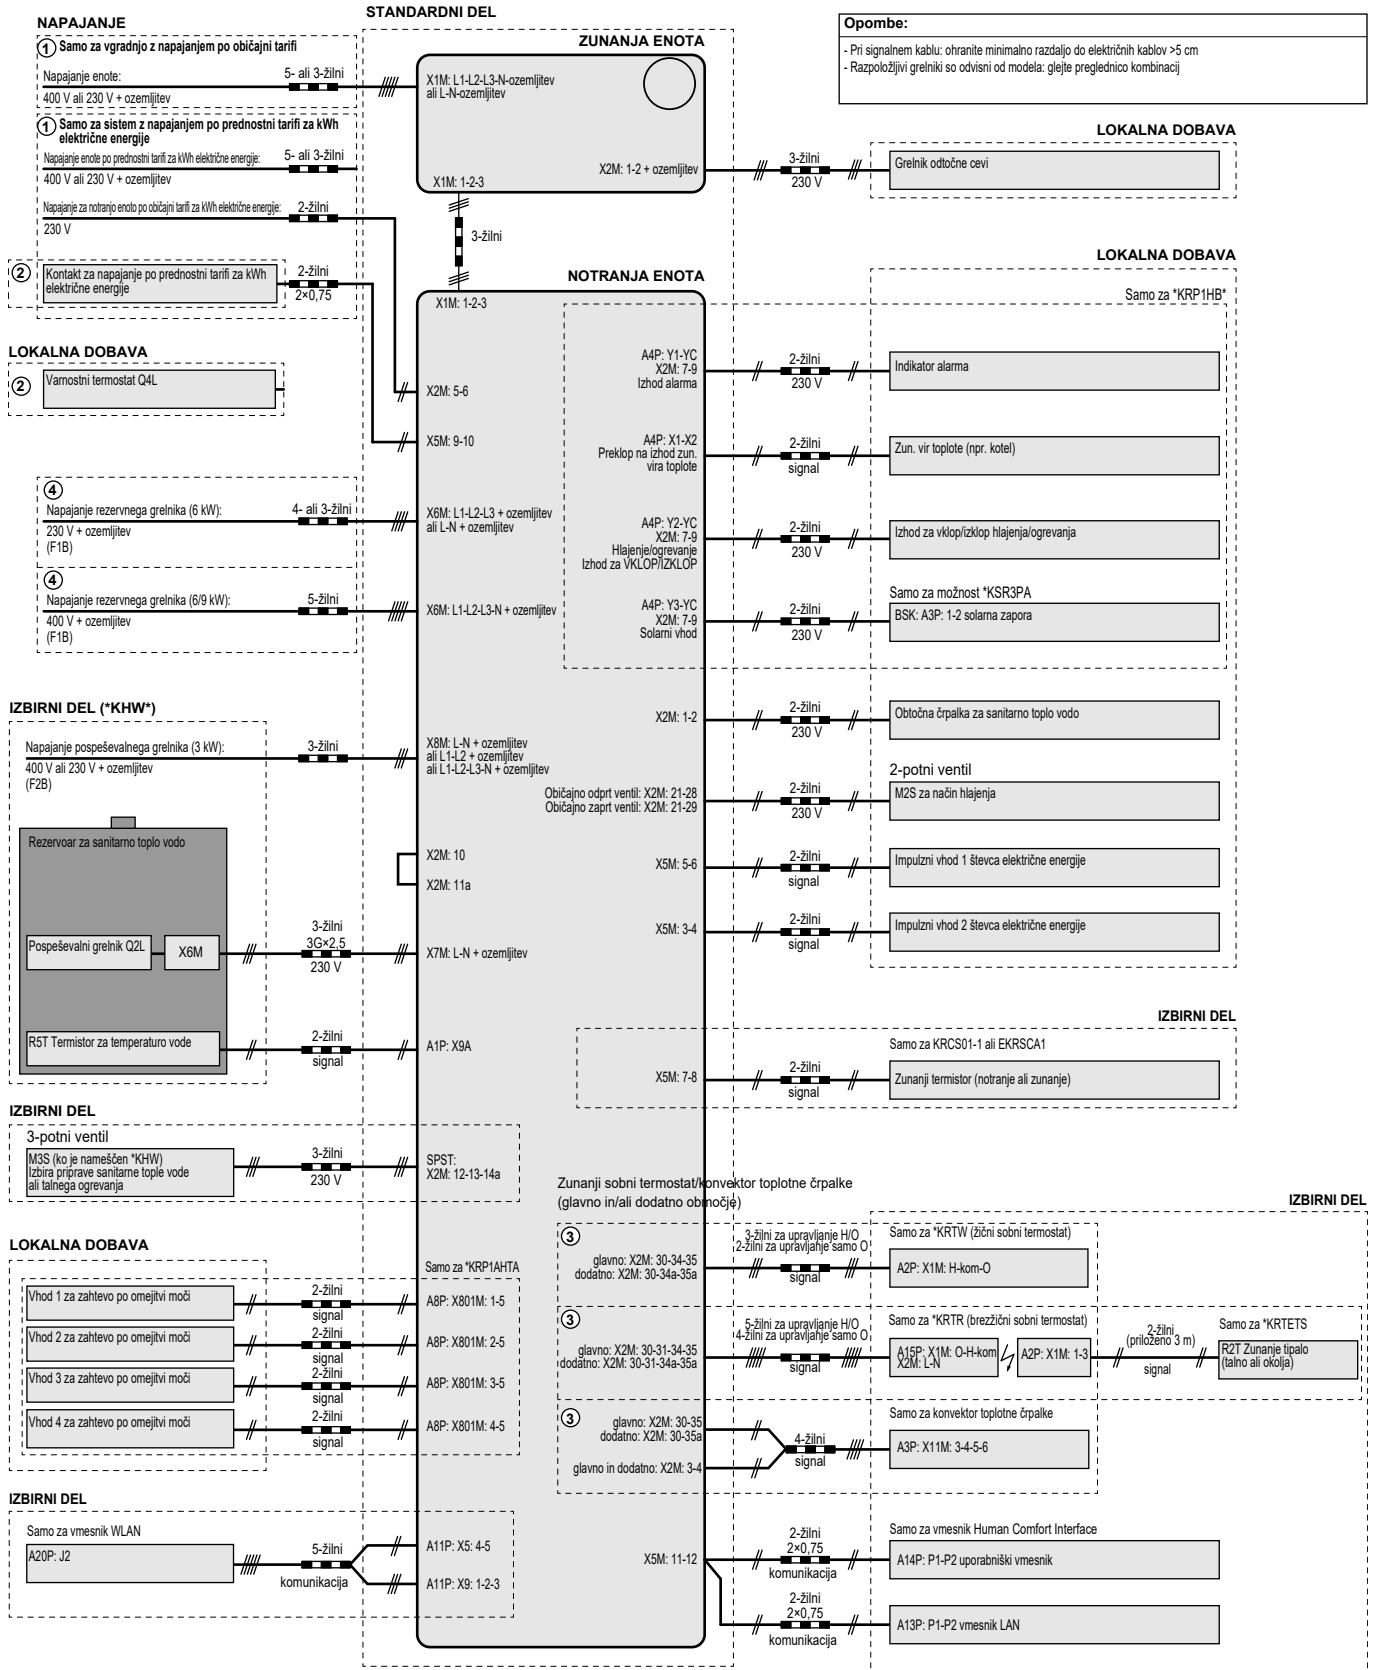 STANDARDNI DEL
NAPAJANJE
1 Samo za vgradnjo z napajanjem po običajni tarifi
Napajanje enote:
5- ali 3-žilni
400 V ali 230 V + ozemljitev
1 Samo za sistem z napajanjem po prednostni tarifi za kWh
električne energije
Napajanje enote po prednostni tarifi za kWh električne energije:
5- ali 3-žilni
400 V ali 230 V + ozemljitev
Napajanje za notranjo enoto po običajni tarifi za kWh električne energije:
2-žilni
230 V
2
Kontakt za napajanje po prednostni tarifi za kWh
električne energije
2-žilni
2×0,75
LOKALNA DOBAVA
2
Varnostni termostat Q4L
4
Napajanje rezervnega grelnika (6 kW):
4- ali 3-žilni
230 V + ozemljitev
(F1B)
4
Napajanje rezervnega grelnika (6/9 kW):
5-žilni
400 V + ozemljitev
(F1B)
IZBIRNI DEL (*KHW*)
Napajanje pospeševalnega grelnika (3 kW):
3-žilni
400 V ali 230 V + ozemljitev
(F2B)
Rezervoar za sanitarno toplo vodo
Pospeševalni grelnik Q2L
X6M
3-žilni
3G×2,5
230 V
R5T Termistor za temperaturo vode
2-žilni
signal
IZBIRNI DEL
3-potni ventil
M3S (ko je nameščen *KHW)
Izbira priprave sanitarne tople vode
ali talnega ogrevanja
3-žilni
230 V
LOKALNA DOBAVA
Vhod 1 za zahtevo po omejitvi moči
2-žilni
signal
Vhod 2 za zahtevo po omejitvi moči
2-žilni
signal
Vhod 3 za zahtevo po omejitvi moči
2-žilni
signal
Vhod 4 za zahtevo po omejitvi moči
2-žilni
signal
IZBIRNI DEL
Samo za vmesnik WLAN
A20P: J2
5-žilni
komunikacija
ZUNANJA ENOTA
X1M: L1-L2-L3-N-ozemljitev
ali L-N-ozemljitev
X2M: 1-2 + ozemljitev
X1M: 1-2-3
3-žilni
NOTRANJA ENOTA
X1M: 1-2-3
X2M: 5-6
X5M: 9-10
X6M: L1-L2-L3 + ozemljitev
ali L-N + ozemljitev
X6M: L1-L2-L3-N + ozemljitev
X8M: L-N + ozemljitev
ali L1-L2 + ozemljitev
ali L1-L2-L3-N + ozemljitev
X2M: 10
X2M: 11a
X7M: L-N + ozemljitev
A1P: X9A
SPST:
X2M: 12-13-14a
Samo za *KRP1AHTA
A8P: X801M: 1-5
A8P: X801M: 2-5
A8P: X801M: 3-5
A8P: X801M: 4-5
A11P: X5: 4-5
A11P: X9: 1-2-3
A4P: Y1-YC
X2M: 7-9
Izhod alarma
A4P: X1-X2
Preklop na izhod zun.
vira toplote
A4P: Y2-YC
X2M: 7-9
Hlajenje/ogrevanje
Izhod za VKLOP/IZKLOP
A4P: Y3-YC
X2M: 7-9
Solarni vhod
X2M: 1-2
Običajno odprt ventil: X2M: 21-28
Običajno zaprt ventil: X2M: 21-29
X5M: 5-6
X5M: 3-4
X5M: 7-8
Zunanji sobni termostat/konvektor toplotne črpalke
(glavno in/ali dodatno območje)
3
glavno: X2M: 30-34-35
dodatno: X2M: 30-34a-35a
3
glavno: X2M: 30-31-34-35
dodatno: X2M: 30-31-34a-35a
3
glavno: X2M: 30-35
dodatno: X2M: 30-35a
glavno in dodatno: X2M: 3-4
X5M: 11-12
Opombe:
- Pri signalnem kablu: ohranite minimalno razdaljo do električnih kablov >5 cm
- Razpoložljivi grelniki so odvisni od modela: glejte preglednico kombinacij
LOKALNA DOBAVA
3-žilni
230 V
Grelnik odtočne cevi
LOKALNA DOBAVA
Samo za *KRP1HB*
2-žilni
230 V
Indikator alarma
2-žilni
signal
Zun. vir toplote (npr. kotel)
2-žilni
230 V
Izhod za vklop/izklop hlajenja/ogrevanja
Samo za možnost *KSR3PA
2-žilni
230 V
BSK: A3P: 1-2 solarna zapora
2-žilni
230 V
Obtočna črpalka za sanitarno toplo vodo
2-potni ventil
2-žilni
230 V
M2S za način hlajenja
2-žilni
signal
Impulzni vhod 1 števca električne energije
2-žilni
signal
Impulzni vhod 2 števca električne energije
IZBIRNI DEL
Samo za KRCS01-1 ali EKRSCA1
2-žilni
signal
Zunanji termistor (notranje ali zunanje)
IZBIRNI DEL
3-žilni za upravljanje H/O
2-žilni za upravljanje samo O
signal
Samo za *KRTW (žični sobni termostat)
A2P: X1M: H-kom-O
5-žilni za upravljanje H/O
4-žilni za upravljanje samo O
signal
Samo za *KRTR (brezžični sobni termostat)
A15P: X1M: O-H-kom
X2M: L-N
A2P: X1M: 1-3
2-žilni
(priloženo 3 m)
signal
Samo za *KRTETS
R2T Zunanje tipalo
(talno ali okolja)
4-žilni
signal
Samo za konvektor toplotne črpalke
A3P: X11M: 3-4-5-6
2-žilni
2×0,75
komunikacija
Samo za vmesnik Human Comfort Interface
A14P: P1-P2 uporabniški vmesnik
2-žilni
2×0,75
komunikacija
A13P: P1-P2 vmesnik LAN